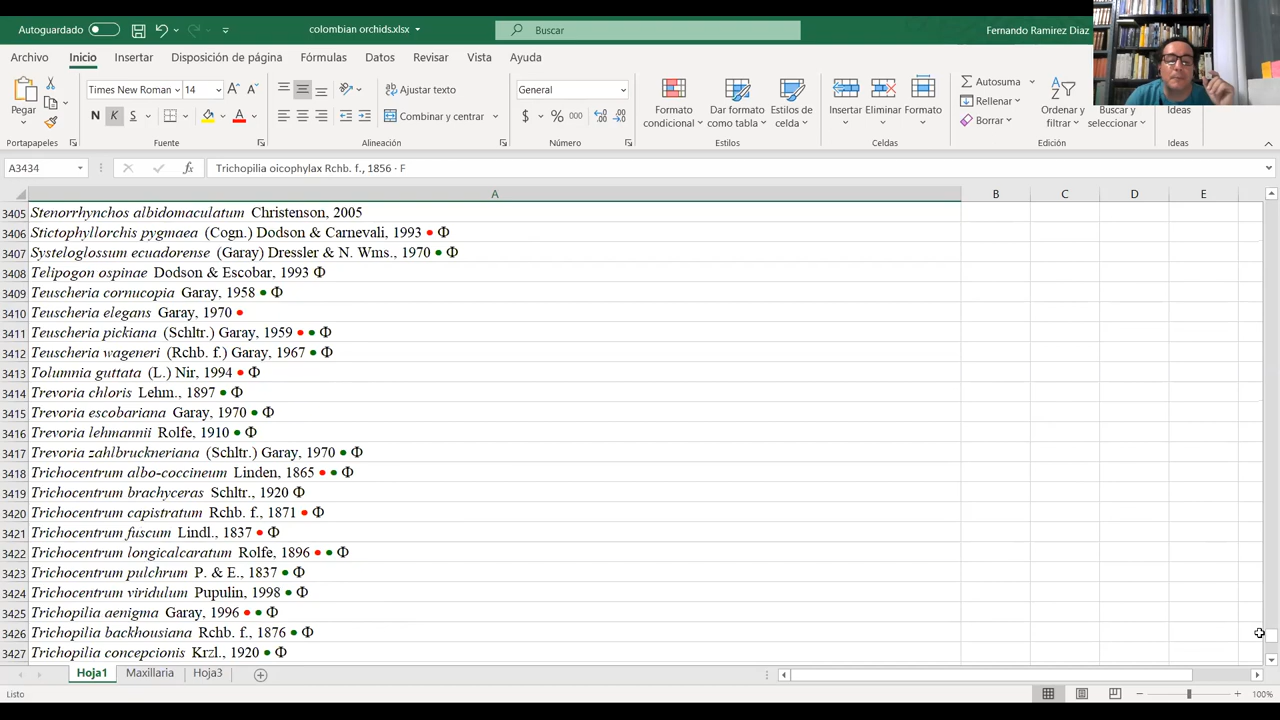 Autoguardado
colombian orchids.xlsx
Buscar
Fernando Ramirez Diaz
Archivo Inicio Insertar Disposición de página Fórmulas Datos Revisar Vista Ayuda
Pegar
Times New Roman 14
N K S
Ajustar texto
Combinar y centrar
General
$ % 000
Formato condicional
Dar formato como tabla
Estilos de celda
Insertar Eliminar Formato
Autosuma
Rellenar
Borrar
Ordenar y filtrar
Buscar y seleccionar
Ideas
Portapapeles Fuente Alineación Número Estilos Celdas Edición Ideas
A3434 fx Trichopilia oicophylax Rchb. f., 1856 · F
A B C D E
3405 Stenorrhynchos albidomaculatum Christenson, 2005
3406 Stictophyllorchis pygmaea (Cogn.) Dodson & Carnevali, 1993 • Φ
3407 Systeloglossum ecuadorense (Garay) Dressler & N. Wms., 1970 • Φ
3408 Telipogon ospinae Dodson & Escobar, 1993 Φ
3409 Teuscheria cornucopia Garay, 1958 • Φ
3410 Teuscheria elegans Garay, 1970 •
3411 Teuscheria pickiana (Schltr.) Garay, 1959 • • Φ
3412 Teuscheria wageneri (Rchb. f.) Garay, 1967 • Φ
3413 Tolumnia guttata (L.) Nir, 1994 • Φ
3414 Trevoria chloris Lehm., 1897 • Φ
3415 Trevoria escobariana Garay, 1970 • Φ
3416 Trevoria lehmannii Rolfe, 1910 • Φ
3417 Trevoria zahlbruckneriana (Schltr.) Garay, 1970 • Φ
3418 Trichocentrum albo-coccineum Linden, 1865 • • Φ
3419 Trichocentrum brachyceras Schltr., 1920 Φ
3420 Trichocentrum capistratum Rchb. f., 1871 • Φ
3421 Trichocentrum fuscum Lindl., 1837 • Φ
3422 Trichocentrum longicalcaratum Rolfe, 1896 • • Φ
3423 Trichocentrum pulchrum P. & E., 1837 • Φ
3424 Trichocentrum viridulum Pupulin, 1998 • Φ
3425 Trichopilia aenigma Garay, 1996 • • Φ
3426 Trichopilia backhousiana Rchb. f., 1876 • Φ
3427 Trichopilia concepcionis Krzl., 1920 • Φ
Hoja1 Maxillaria Hoja3
Listo
100%